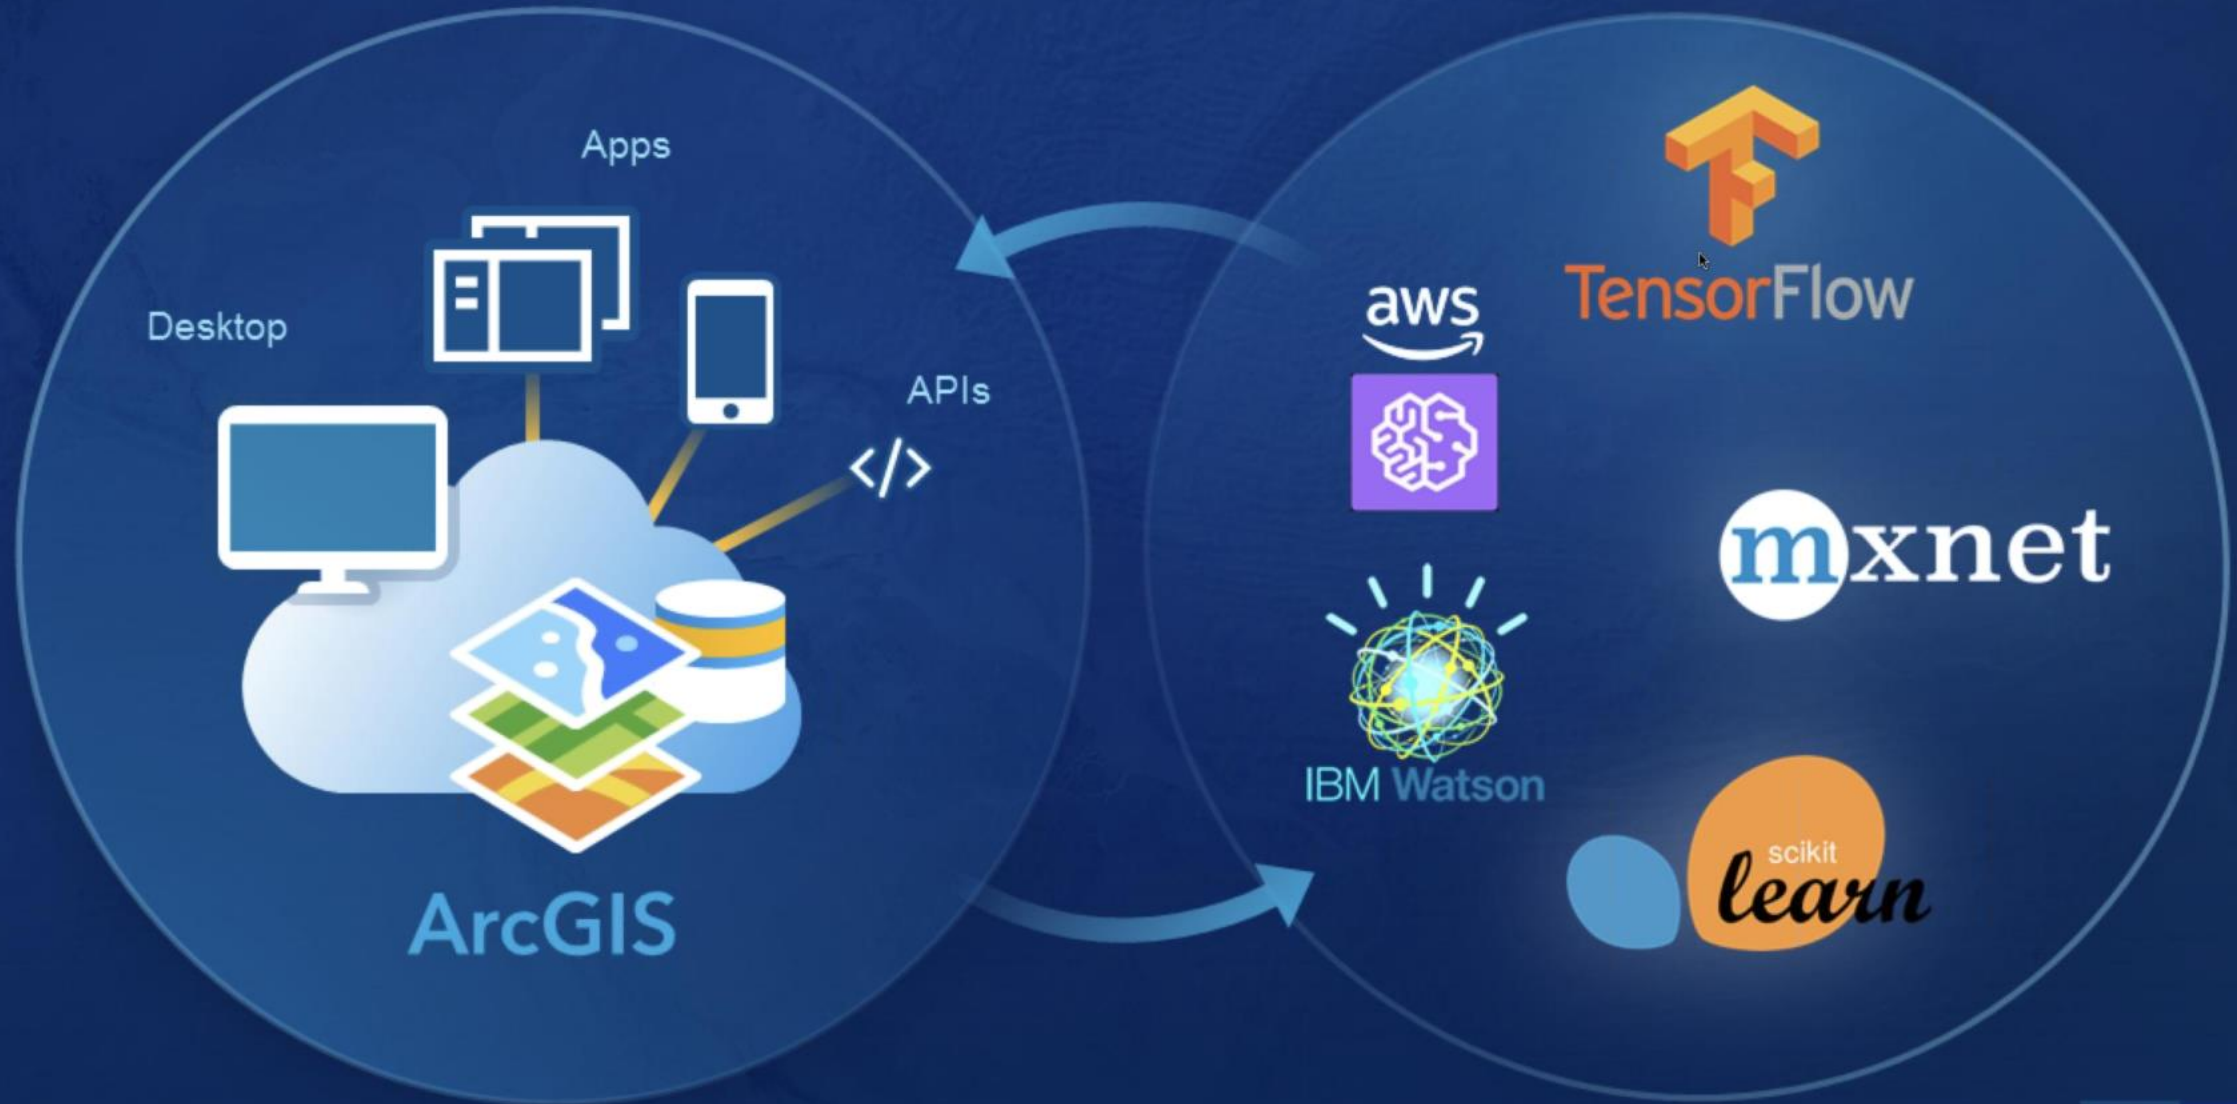 Apps
Desktop
APIs
ArcGIS
TensorFlow
aws
mxnet
IBM Watson
scikit
learn